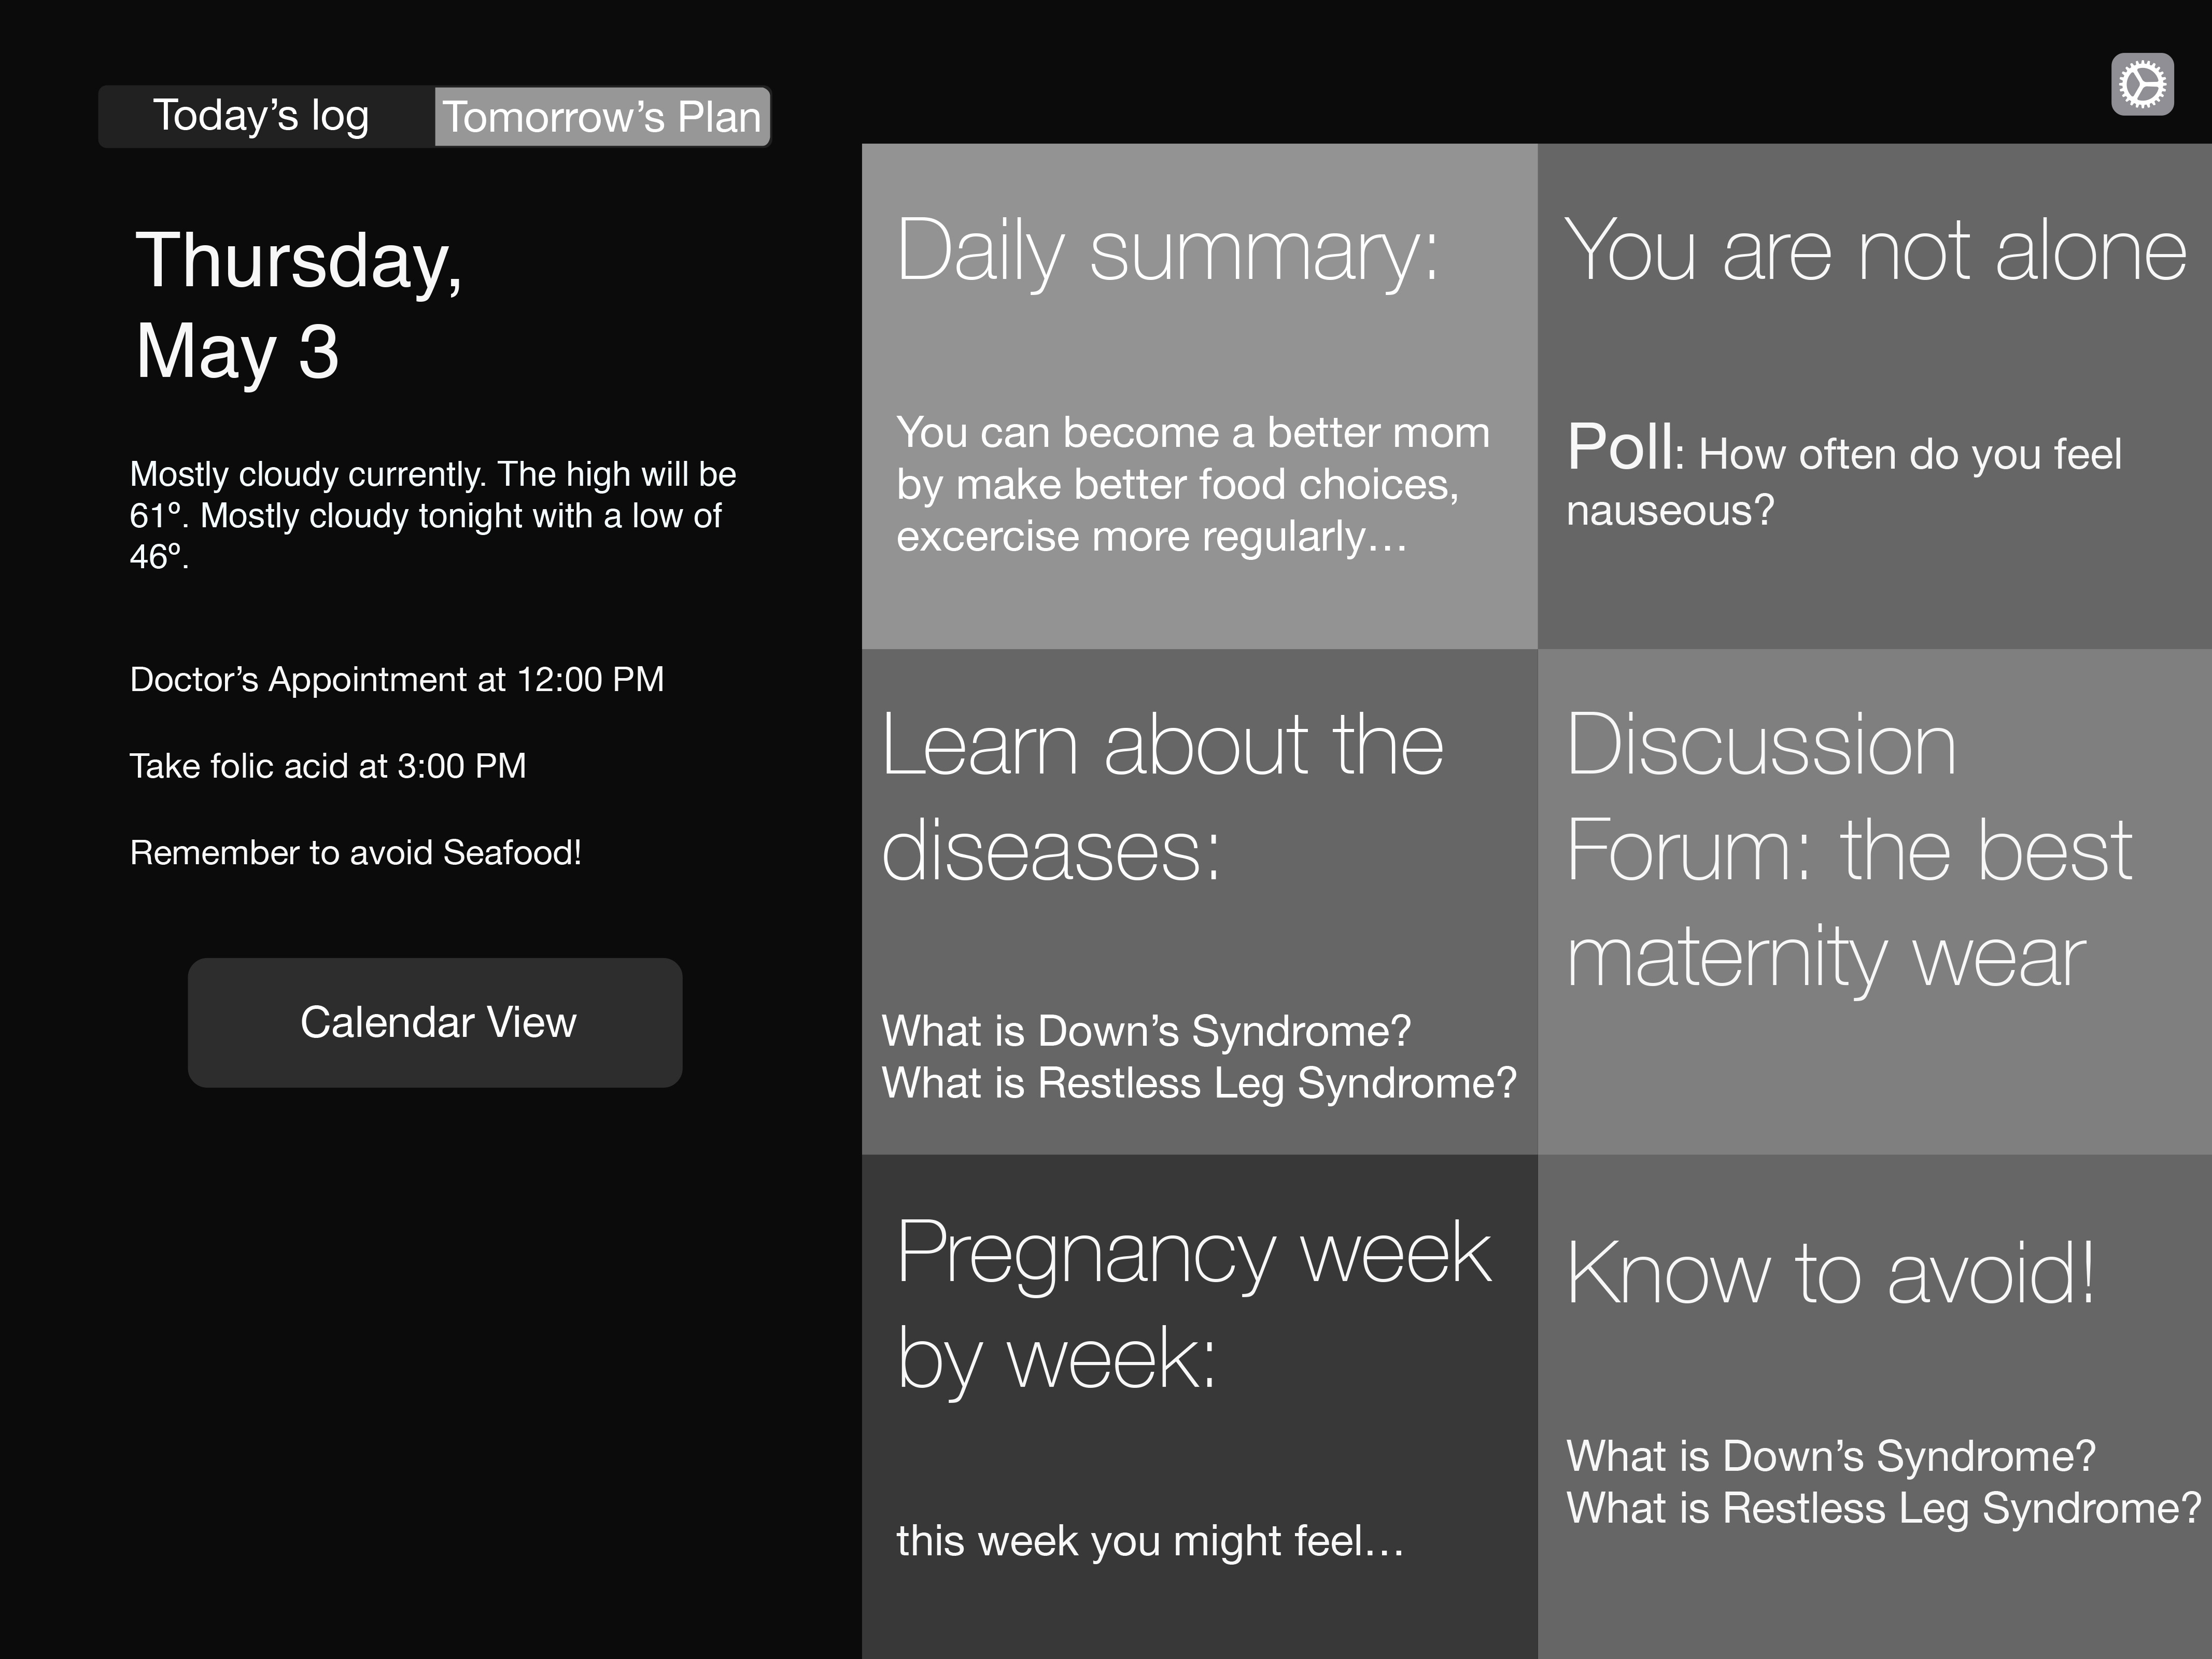 Today’s log
Tomorrow’s Plan
Thursday,
May 3
Mostly cloudy currently. The high will be
61º. Mostly cloudy tonight with a low of
46º.
Doctor’s Appointment at 12:00 PM
Take folic acid at 3:00 PM
Remember to avoid Seafood!
Calendar View
Daily summary:
You can become a better mom
by make better food choices,
excercise more regularly…
You are not alone
Poll: How often do you feel
nauseous?
Learn about the
diseases:
What is Down’s Syndrome?
What is Restless Leg Syndrome?
Discussion
Forum: the best
maternity wear
Pregnancy week
by week:
this week you might feel…
Know to avoid!
What is Down’s Syndrome?
What is Restless Leg Syndrome?